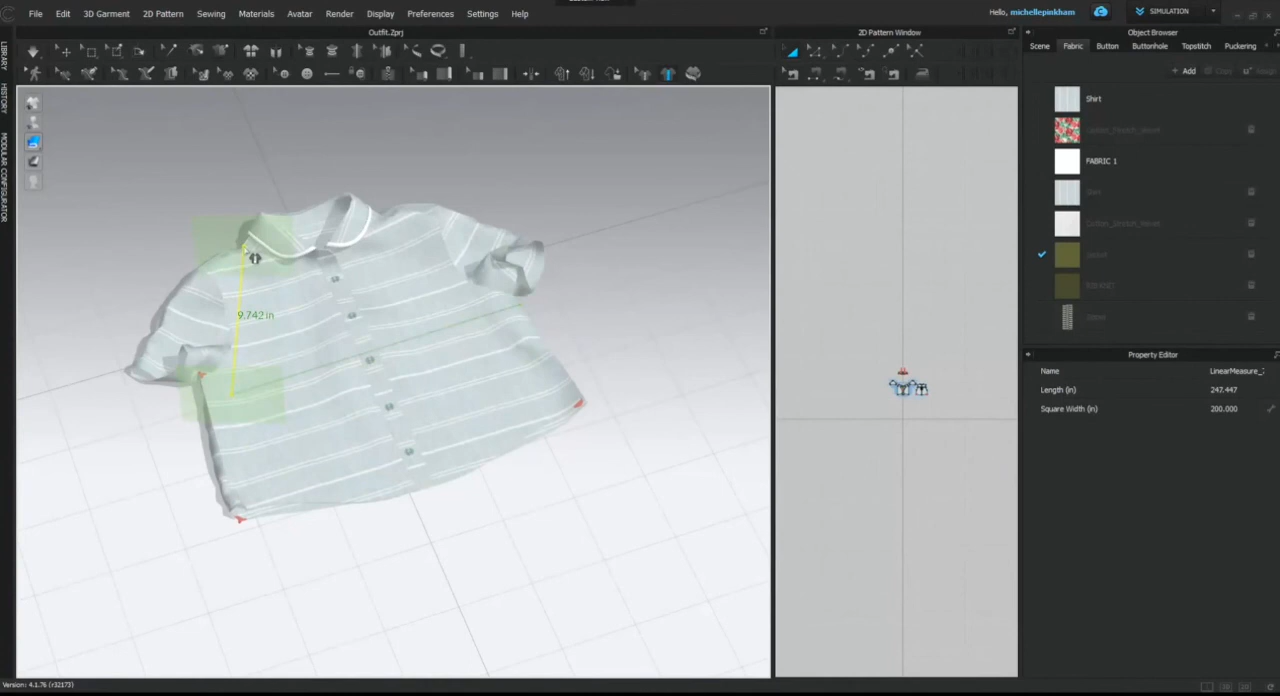 File Edit 3D Garment 2D Pattern Sewing Materials Avatar Render Display Preferences Settings Help
Hello, michellepinkham
SIMULATION
Outfit.Zprj
2D Pattern Window
Object Browser
Scene Fabric Button Buttonhole Topstitch Puckering
+ Add
LIBRARY
HISTORY
MODULAR CONFIGURATOR
Shirt
FABRIC 1
Jacket
Zipper
9.742 in
Property Editor
Name LinearMeasure_
Length (in) 247.447
Square Width (in) 200.000
Version: 4.1.76 (r32173)